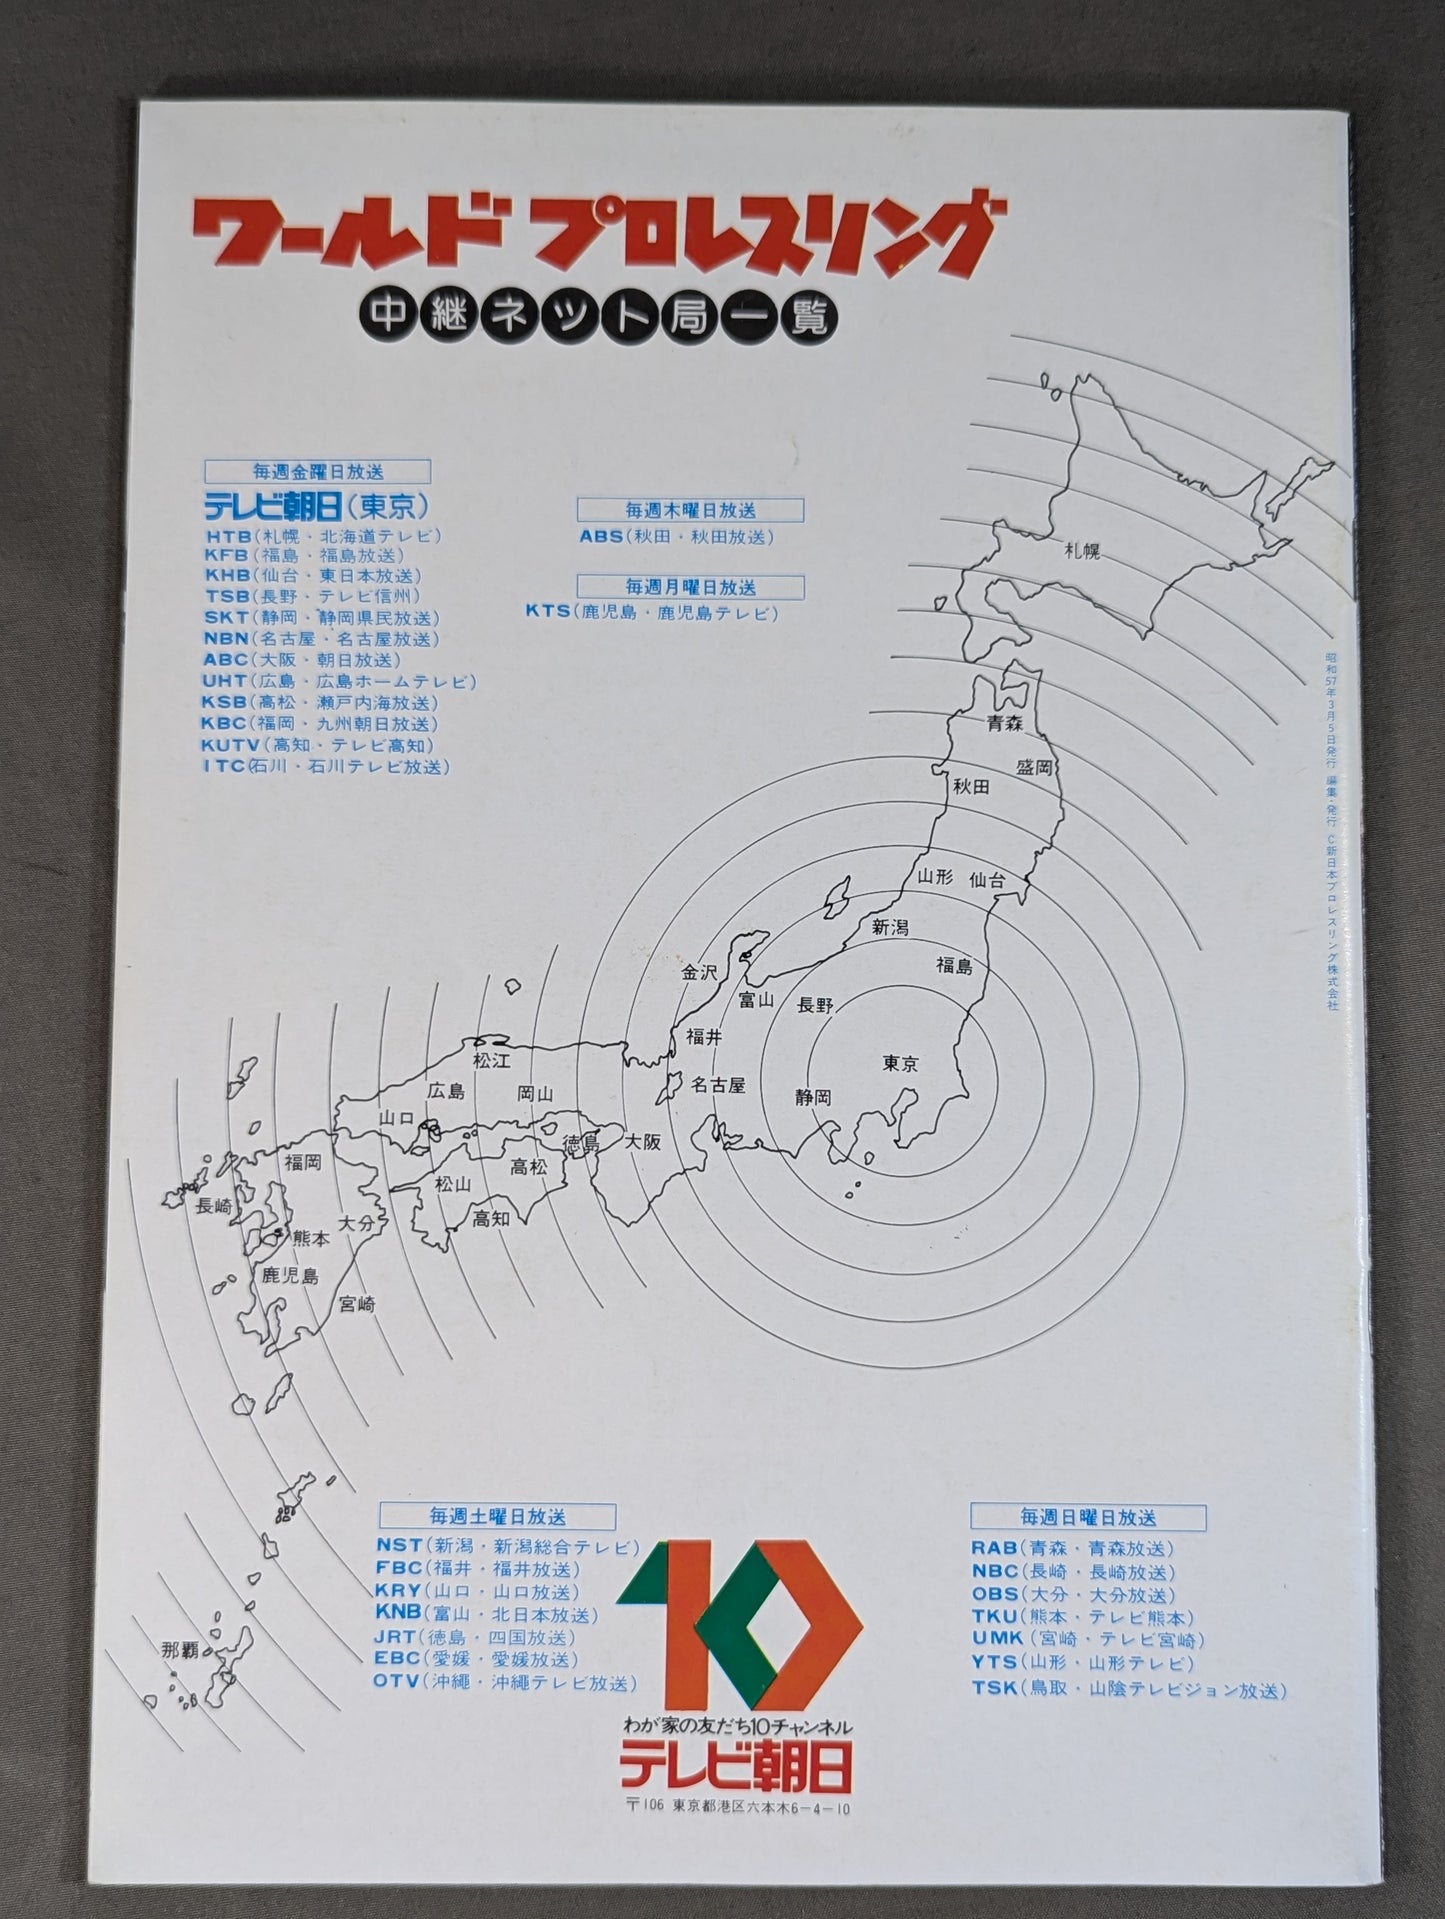 ワールド プロレスリング
中継ネット局一覧
毎週金曜日放送
テレビ朝日(東京)
HTB(札幌・北海道テレビ)
KFB(福島・福島放送)
KHB(仙台・東日本放送)
TSB(長野・テレビ信州)
SKT(静岡・静岡県民放送)
NBN(名古屋・名古屋放送)
ABC(大阪・朝日放送)
UHT(広島・広島ホームテレビ)
KSB(高松・瀬戸内海放送)
KBC(福岡・九州朝日放送)
KUTV(高知・テレビ高知)
ITC(石川・石川テレビ放送)
毎週木曜日放送
ABS(秋田・秋田放送)
毎週月曜日放送
KTS(鹿児島・鹿児島テレビ)
札幌
青森
盛岡
秋田
山形 仙台
新潟
福島
金沢
富山 長野
福井
東京
名古屋 静岡
松江
広島 岡山
山口
徳島 大阪
福岡 高松
松山
長崎
大分 高知
熊本
鹿児島
宮崎
那覇
昭和57年3月5日発行 編集・発行 C新日本プロレスリング株式会社
毎週土曜日放送
NST(新潟・新潟総合テレビ)
FBC(福井・福井放送)
KRY(山口・山口放送)
KNB(富山・北日本放送)
JRT(徳島・四国放送)
EBC(愛媛・愛媛放送)
OTV(沖縄・沖縄テレビ放送)
10
わが家の友だち10チャンネル
テレビ朝日
〒106 東京都港区六本木6-4-10
毎週日曜日放送
RAB(青森・青森放送)
NBC(長崎・長崎放送)
OBS(大分・大分放送)
TKU(熊本・テレビ熊本)
UMK(宮崎・テレビ宮崎)
YTS(山形・山形テレビ)
TSK(鳥取・山陰テレビジョン放送)